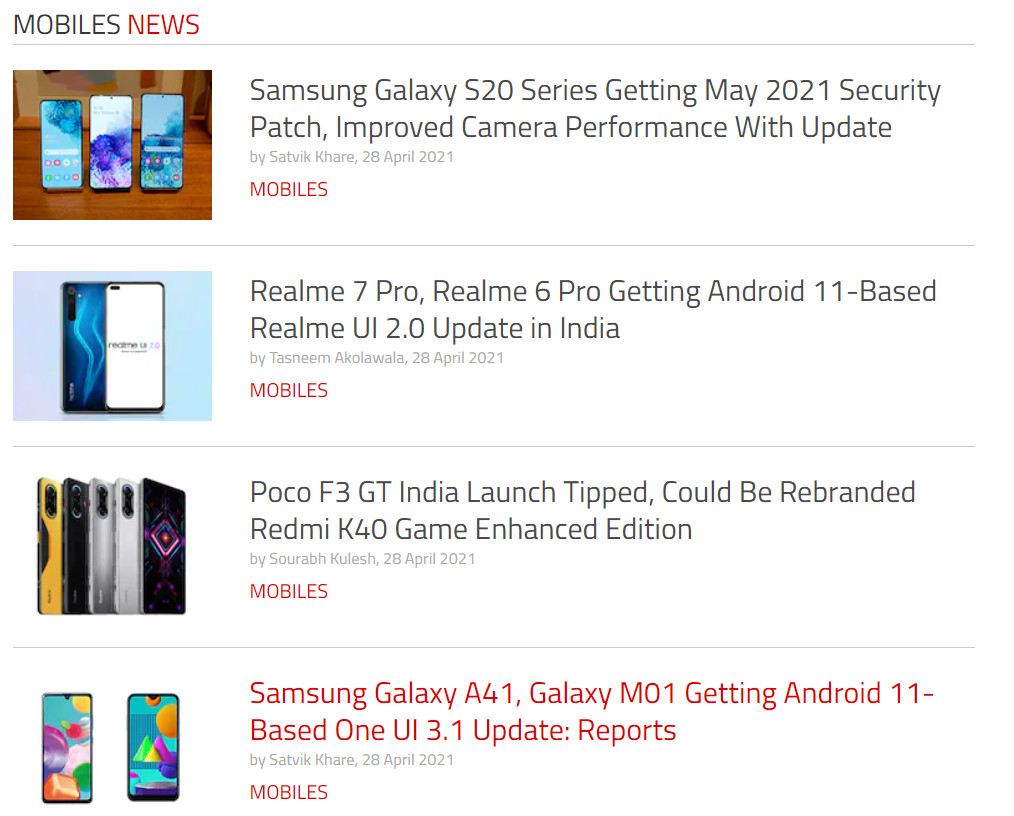 MOBILES NEWS
Samsung Galaxy S20 Series Getting May 2021 Security
Patch, Improved Camera Performance With Update
by Satvik Khare, 28 April 2021
MOBILES
Realme 7 Pro, Realme 6 Pro Getting Android 11-Based
Realme UI 2.0 Update in India
by Tasneem Akolawala, 28 April 2021
MOBILES
realme UI 2.0
Poco F3 GT India Launch Tipped, Could Be Rebranded
Redmi K40 Game Enhanced Edition
by Sourabh Kulesh, 28 April 2021
MOBILES
Samsung Galaxy A41, Galaxy M01 Getting Android 11-
Based One UI 3.1 Update: Reports
by Satvik Khare, 28 April 2021
MOBILES